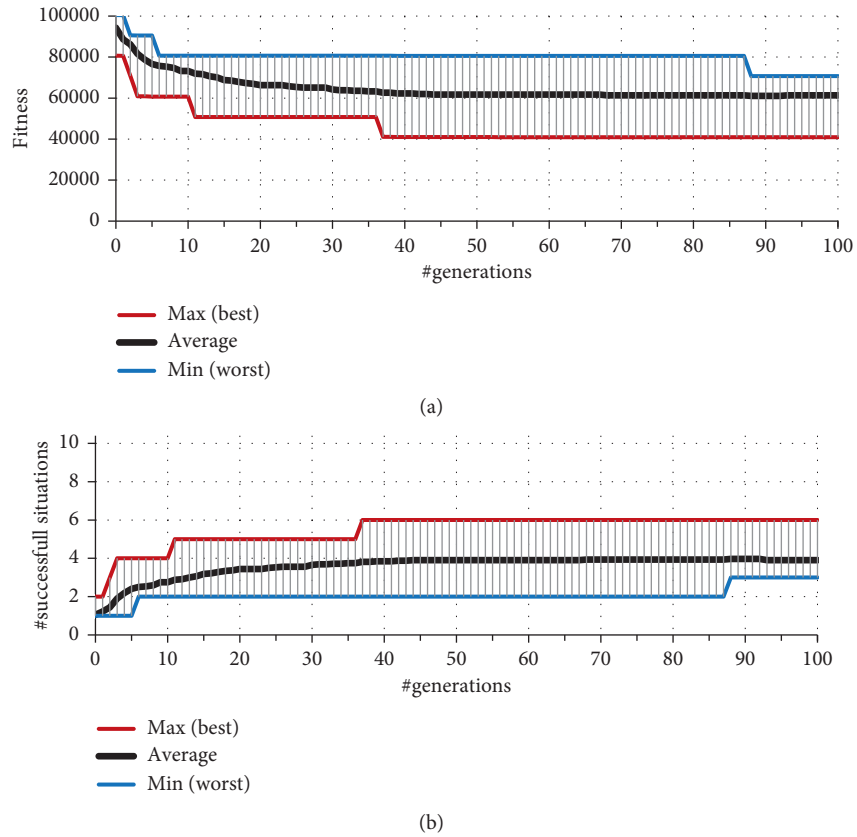 100000
80000
60000
40000
20000
0
Fitness
0 10 20 30 40 50 60 70 80 90 100
#generations
Max (best)
Average
Min (worst)
(a)
10
8
6
4
2
0
#successfull situations
0 10 20 30 40 50 60 70 80 90 100
#generations
Max (best)
Average
Min (worst)
(b)